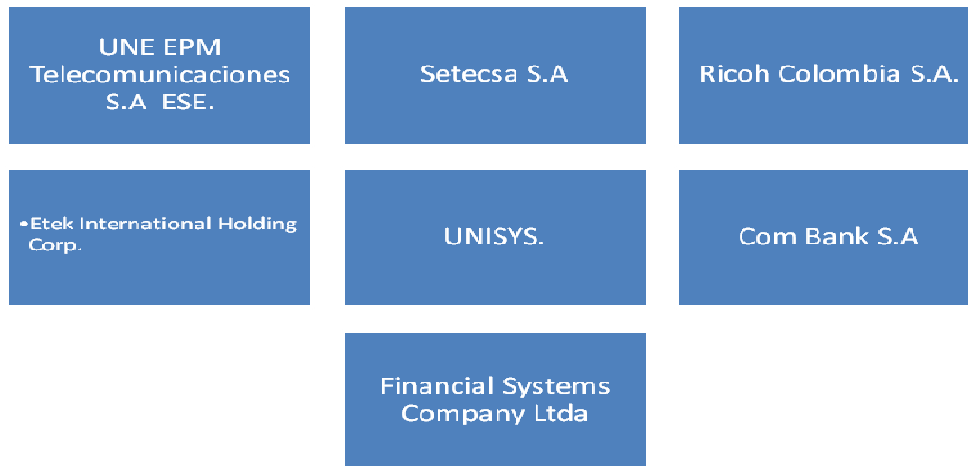 UNE EPM
Telecomunicaciones
S.A  ESE.
Setecsa S.A
Ricoh Colombia S.A.
•Etek International Holding
Corp.
UNISYS.
Com Bank S.A
Financial Systems
Company Ltda